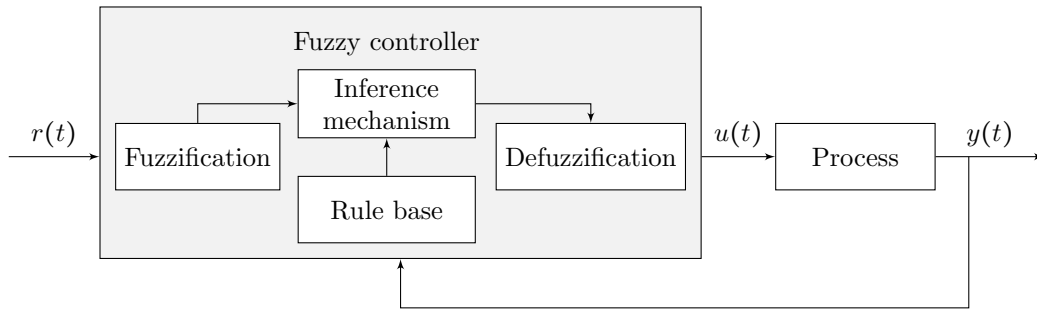 Fuzzy controller
Inference
mechanism
r(t)
Fuzzification
Defuzzification
u(t)
Process
y(t)
Rule base